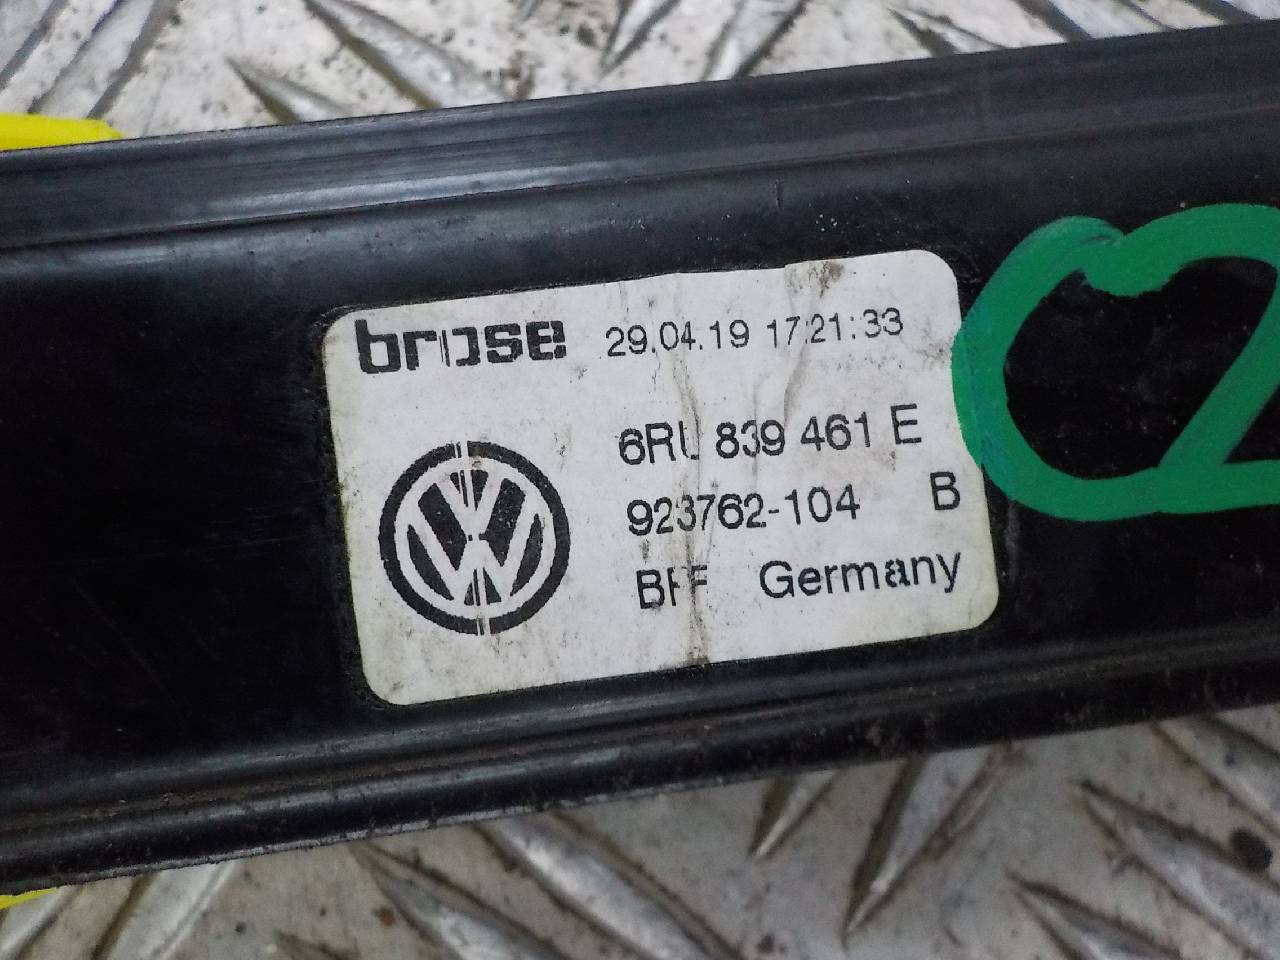 brose 29.04.19 17:21:33
6RU 839 461 E
923762-104 B
BFF Germany